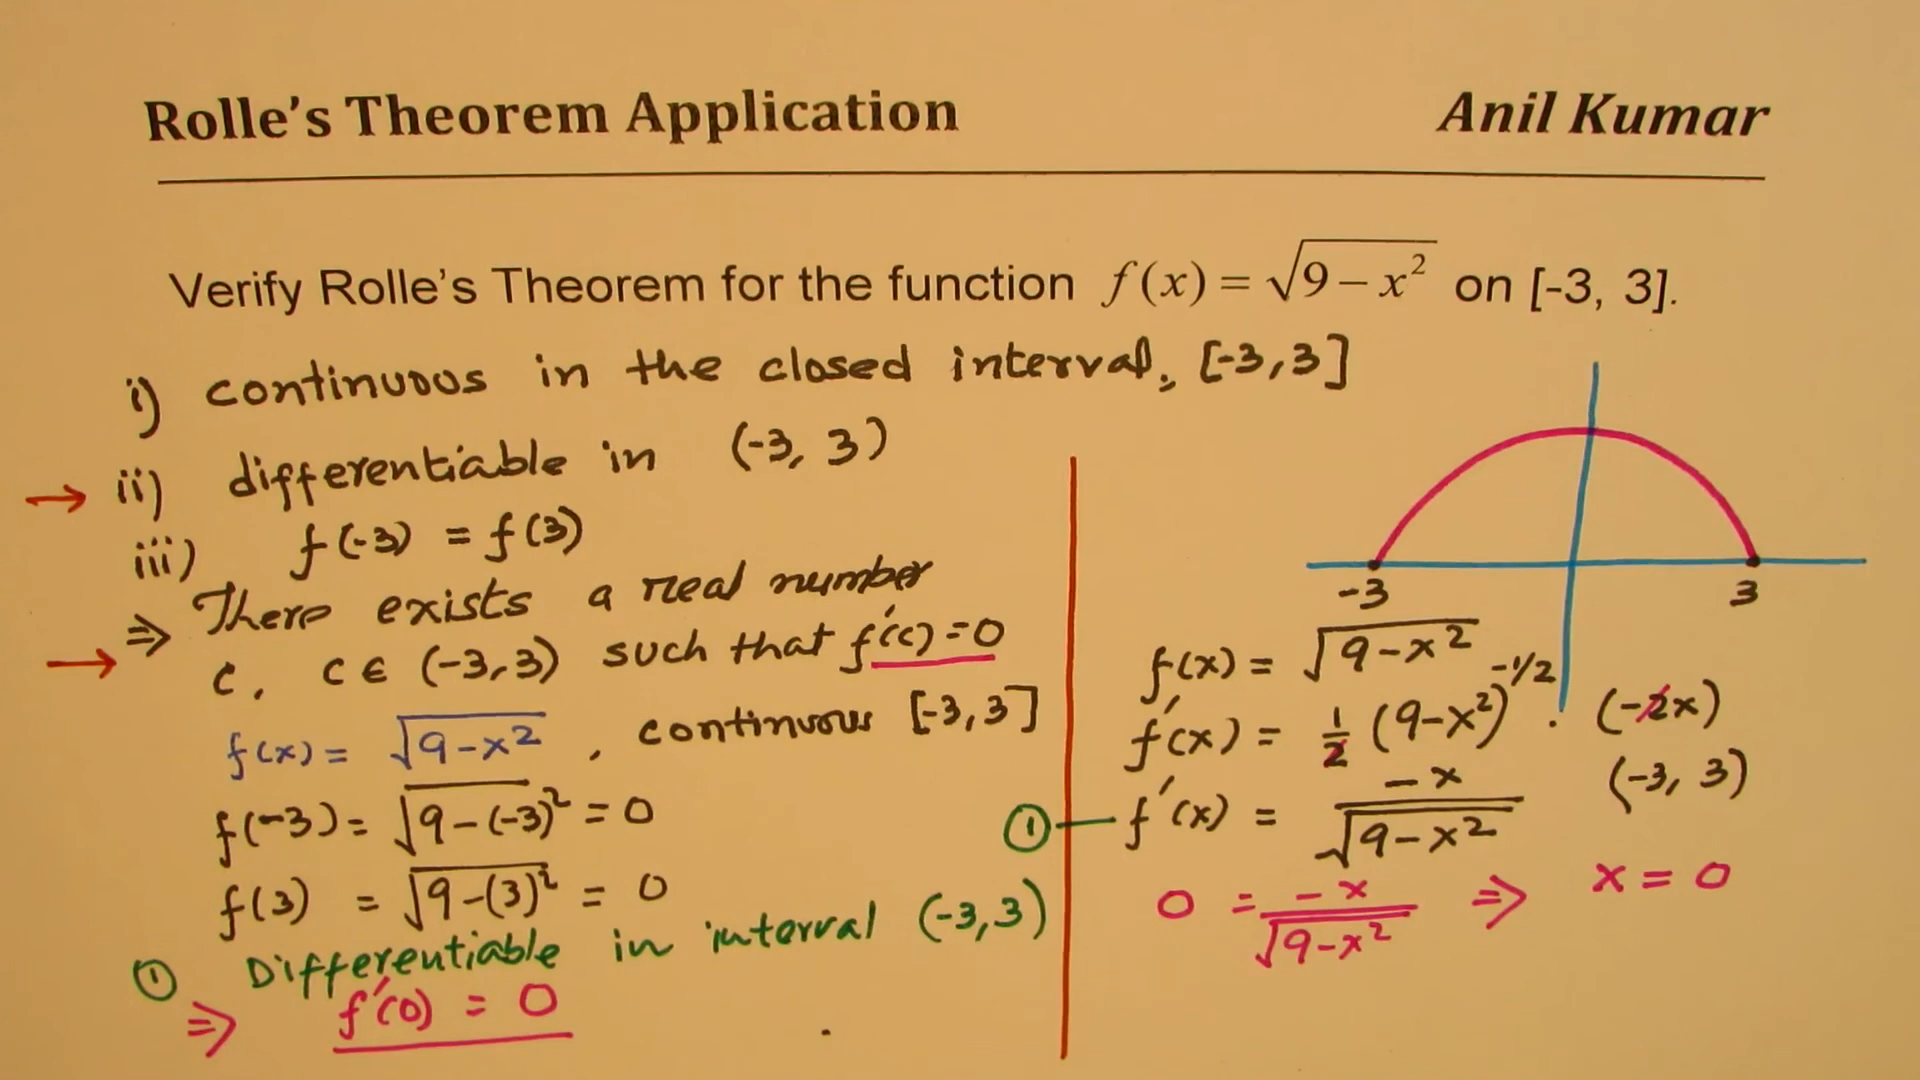 Rolle's Theorem Application
Anil Kumar
Verify Rolle's Theorem for the function f(x) = √(9 − x²) on [-3, 3].
i) continuous in the closed interval, [-3, 3]
→ ii) differentiable in (-3, 3)
iii) f(-3) = f(3)
⇒ There exists a real number
→ c, c ∈ (-3, 3) such that f'(c) = 0
f(x) = √(9-x²), continuous [-3, 3]
f(-3) = √(9-(-3)²) = 0
f(3) = √(9-(3)²) = 0
① Differentiable in interval (-3, 3)
⇒ f'(0) = 0
-3 3
f(x) = √(9-x²)
f'(x) = 1/2 (9-x²)^(-1/2) · (-2x)
① — f'(x) = -x/√(9-x²) (-3, 3)
0 = -x/√(9-x²) ⇒ x = 0